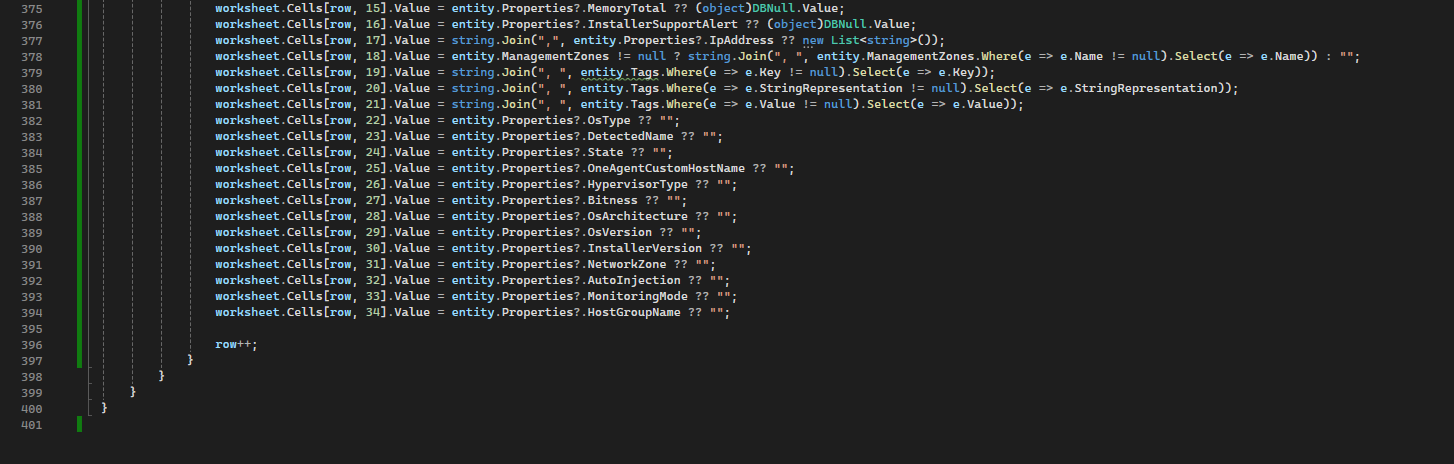 375 worksheet.Cells[row, 15].Value = entity.Properties?.MemoryTotal ?? (object)DBNull.Value;
376 worksheet.Cells[row, 16].Value = entity.Properties?.InstallerSupportAlert ?? (object)DBNull.Value;
377 worksheet.Cells[row, 17].Value = string.Join(",", entity.Properties?.IpAddress ?? new List<string>());
378 worksheet.Cells[row, 18].Value = entity.ManagementZones != null ? string.Join(", ", entity.ManagementZones.Where(e => e.Name != null).Select(e => e.Name)) : "";
379 worksheet.Cells[row, 19].Value = string.Join(", ", entity.Tags.Where(e => e.Key != null).Select(e => e.Key));
380 worksheet.Cells[row, 20].Value = string.Join(", ", entity.Tags.Where(e => e.StringRepresentation != null).Select(e => e.StringRepresentation));
381 worksheet.Cells[row, 21].Value = string.Join(", ", entity.Tags.Where(e => e.Value != null).Select(e => e.Value));
382 worksheet.Cells[row, 22].Value = entity.Properties?.OsType ?? "";
383 worksheet.Cells[row, 23].Value = entity.Properties?.DetectedName ?? "";
384 worksheet.Cells[row, 24].Value = entity.Properties?.State ?? "";
385 worksheet.Cells[row, 25].Value = entity.Properties?.OneAgentCustomHostName ?? "";
386 worksheet.Cells[row, 26].Value = entity.Properties?.HypervisorType ?? "";
387 worksheet.Cells[row, 27].Value = entity.Properties?.Bitness ?? "";
388 worksheet.Cells[row, 28].Value = entity.Properties?.OsArchitecture ?? "";
389 worksheet.Cells[row, 29].Value = entity.Properties?.OsVersion ?? "";
390 worksheet.Cells[row, 30].Value = entity.Properties?.InstallerVersion ?? "";
391 worksheet.Cells[row, 31].Value = entity.Properties?.NetworkZone ?? "";
392 worksheet.Cells[row, 32].Value = entity.Properties?.AutoInjection ?? "";
393 worksheet.Cells[row, 33].Value = entity.Properties?.MonitoringMode ?? "";
394 worksheet.Cells[row, 34].Value = entity.Properties?.HostGroupName ?? "";
395
396 row++;
397 }
398 }
399 }
400 }
401